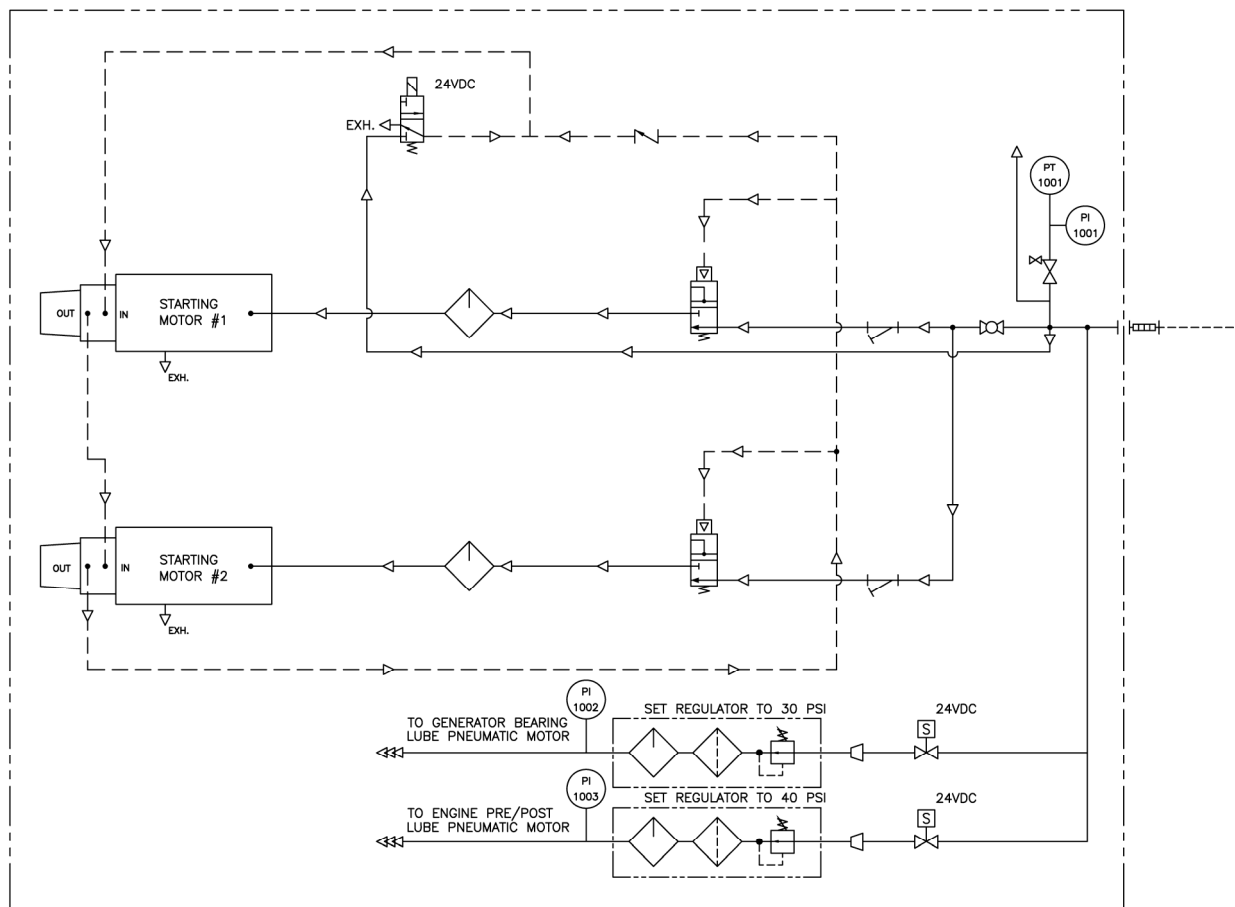 24VDC
EXH.
PT
1001
PI
1001
OUT
IN
STARTING
MOTOR #1
EXH.
OUT
IN
STARTING
MOTOR #2
EXH.
PI
1002
SET REGULATOR TO 30 PSI
24VDC
S
TO GENERATOR BEARING
LUBE PNEUMATIC MOTOR
PI
1003
SET REGULATOR TO 40 PSI
24VDC
S
TO ENGINE PRE/POST
LUBE PNEUMATIC MOTOR